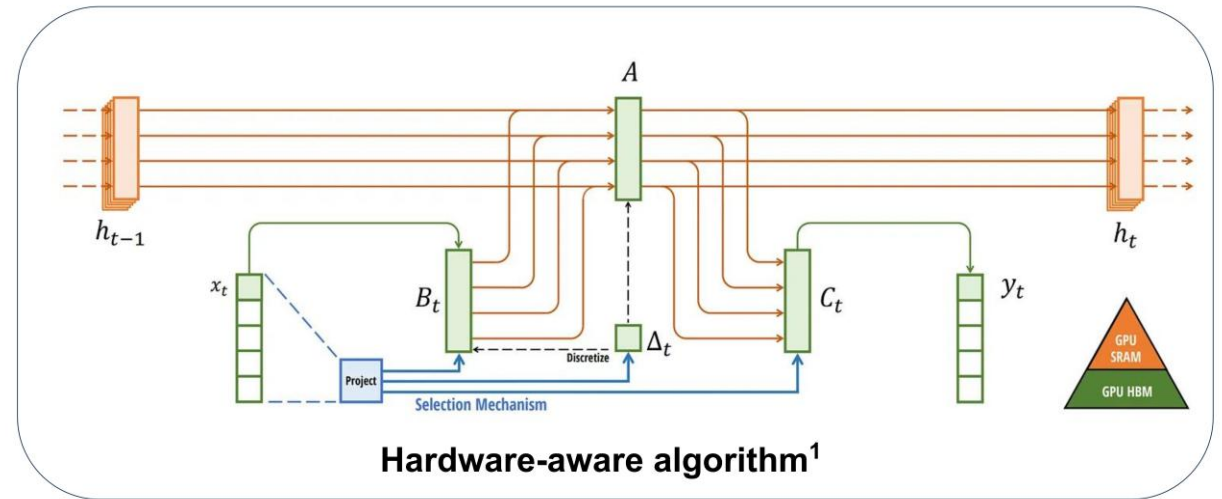 A
h_{t-1}
h_t
x_t
B_t
C_t
y_t
Discretize
Δ_t
Project
Selection Mechanism
GPU
SRAM
GPU HBM
Hardware-aware algorithm¹